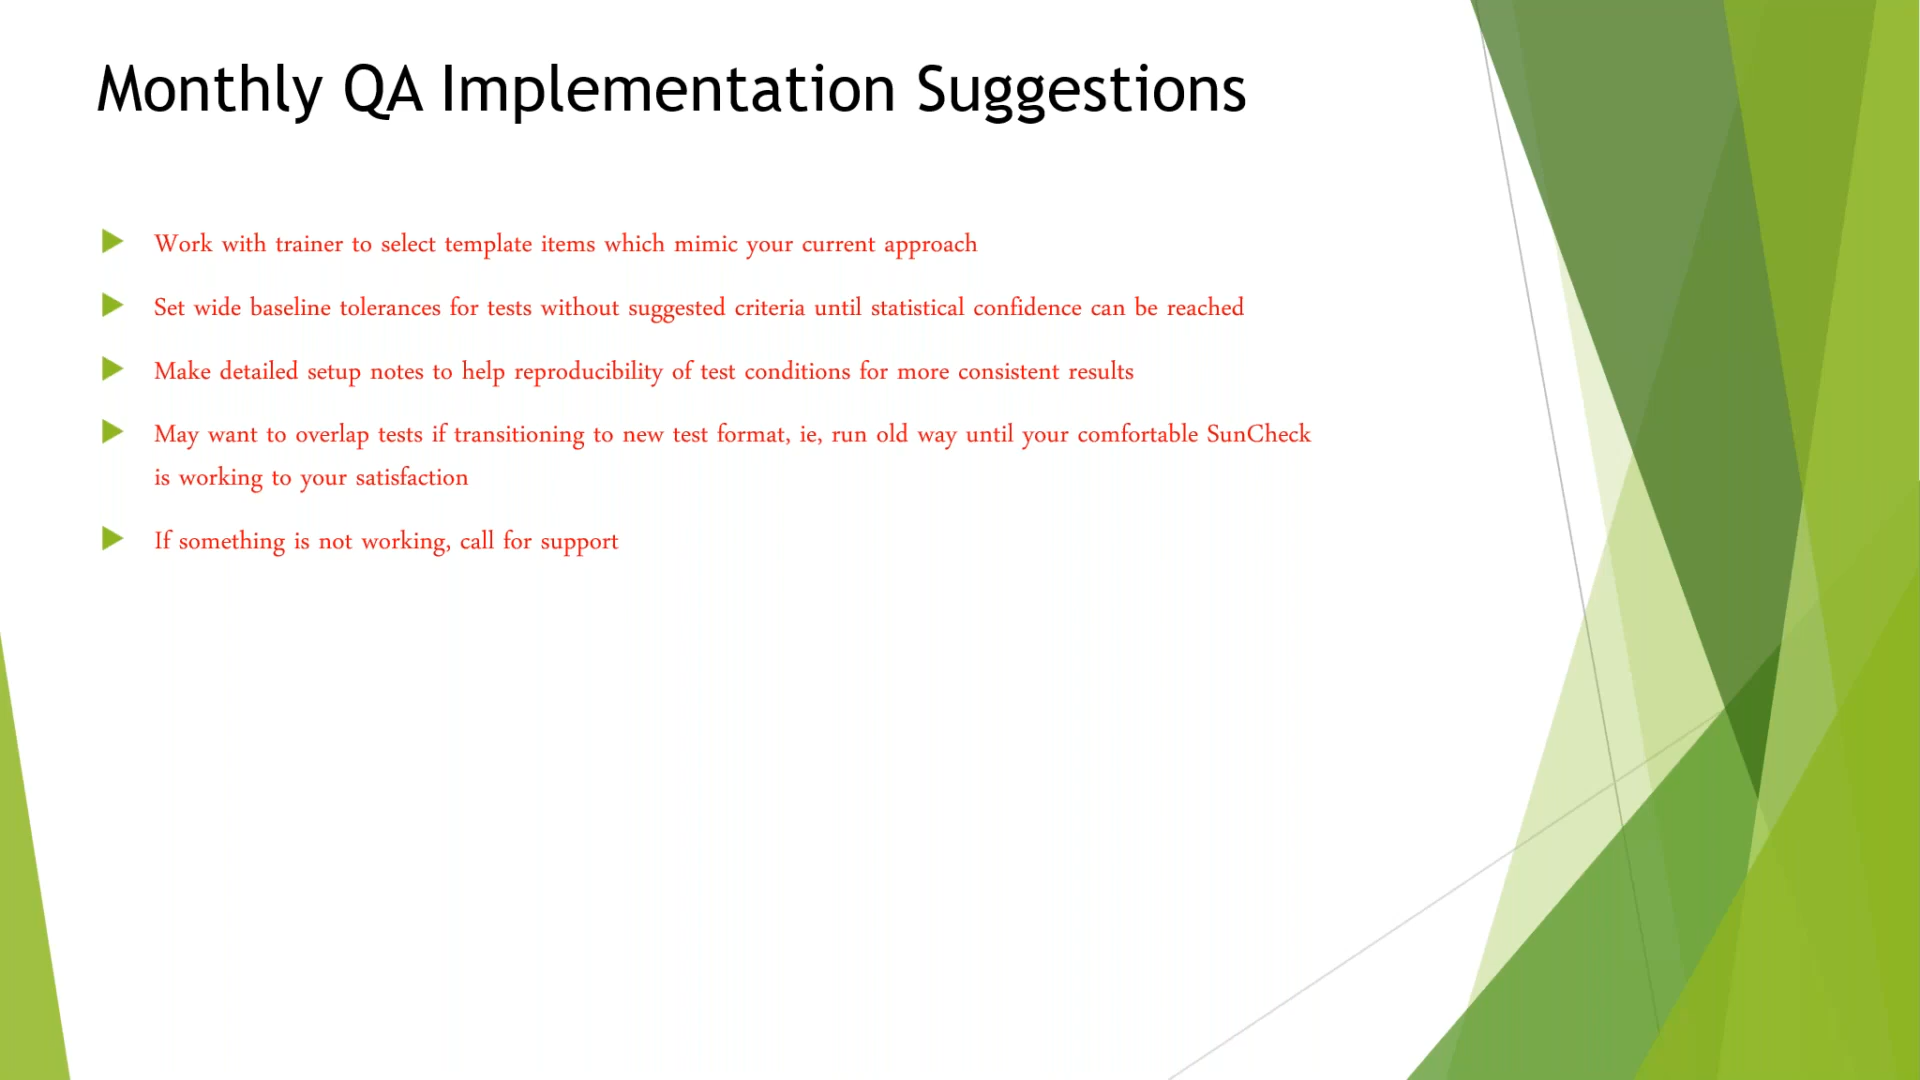 Monthly QA Implementation Suggestions
Work with trainer to select template items which mimic your current approach
Set wide baseline tolerances for tests without suggested criteria until statistical confidence can be reached
Make detailed setup notes to help reproducibility of test conditions for more consistent results
May want to overlap tests if transitioning to new test format, ie, run old way until your comfortable SunCheck
is working to your satisfaction
If something is not working, call for support